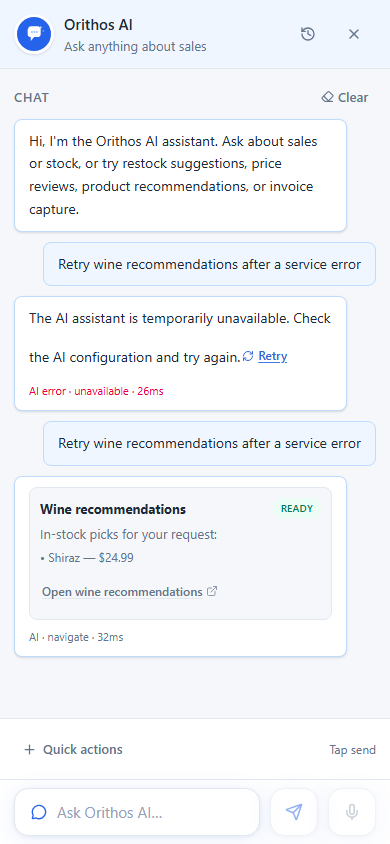 Orithos AI
Ask anything about sales
CHAT
Clear
Hi, I'm the Orithos AI assistant. Ask about sales
or stock, or try restock suggestions, price
reviews, product recommendations, or invoice
capture.
Retry wine recommendations after a service error
The AI assistant is temporarily unavailable. Check
the AI configuration and try again. Retry
AI error · unavailable · 26ms
Retry wine recommendations after a service error
Wine recommendations READY
In-stock picks for your request:
• Shiraz — $24.99
Open wine recommendations
AI · navigate · 32ms
Quick actions
Tap send
Ask Orithos AI...